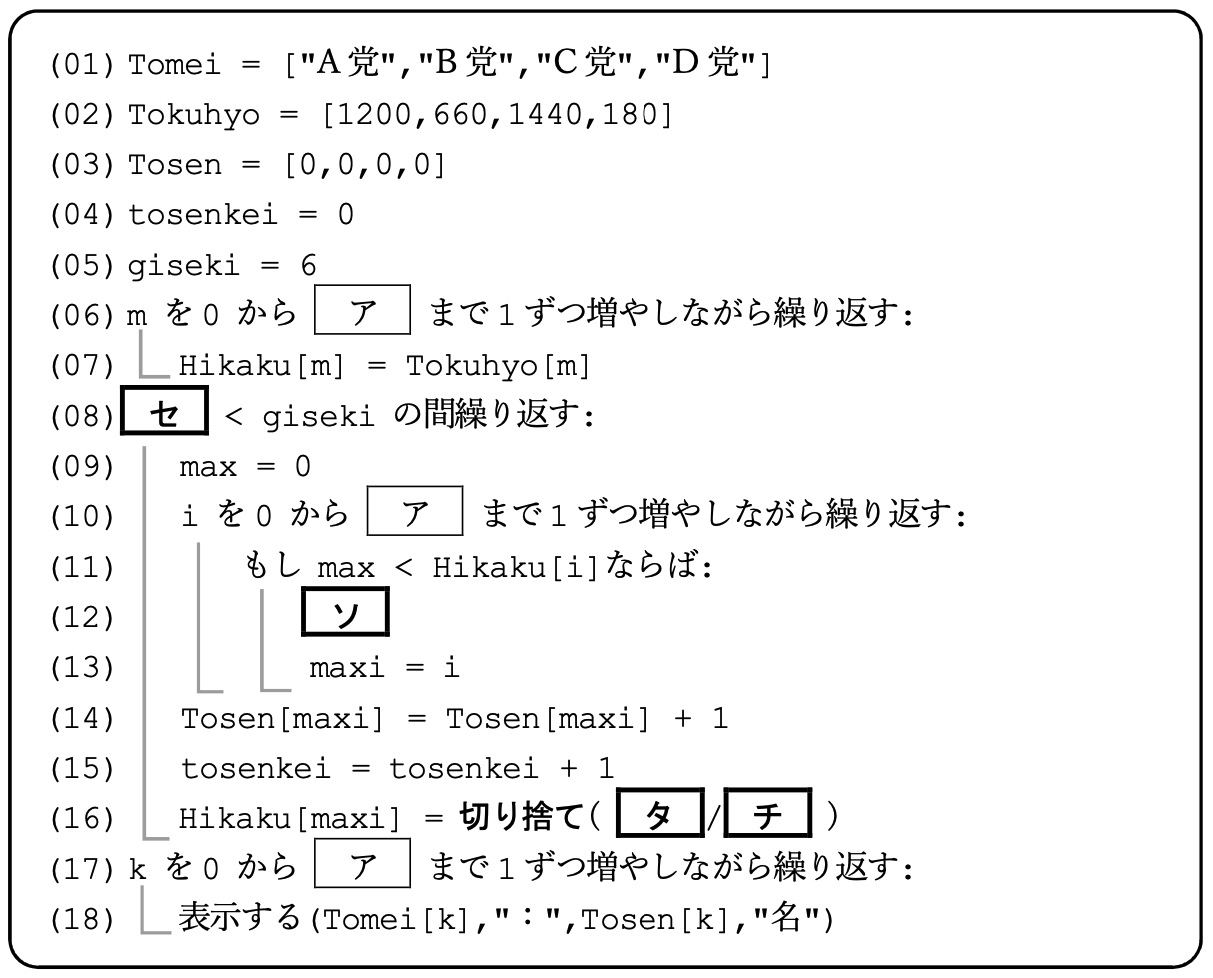 (01) Tomei = ["A党","B党","C党","D党"]
(02) Tokuhyo = [1200,660,1440,180]
(03) Tosen = [0,0,0,0]
(04) tosenkei = 0
(05) giseki = 6
(06) m を 0 から ア まで 1 ずつ増やしながら繰り返す:
(07) Hikaku[m] = Tokuhyo[m]
(08) セ < giseki の間繰り返す:
(09) max = 0
(10) i を 0 から ア まで 1 ずつ増やしながら繰り返す:
(11) もし max < Hikaku[i]ならば:
(12) ソ
(13) maxi = i
(14) Tosen[maxi] = Tosen[maxi] + 1
(15) tosenkei = tosenkei + 1
(16) Hikaku[maxi] = 切り捨て( タ / チ )
(17) k を 0 から ア まで 1 ずつ増やしながら繰り返す:
(18) 表示する(Tomei[k],":",Tosen[k],"名")